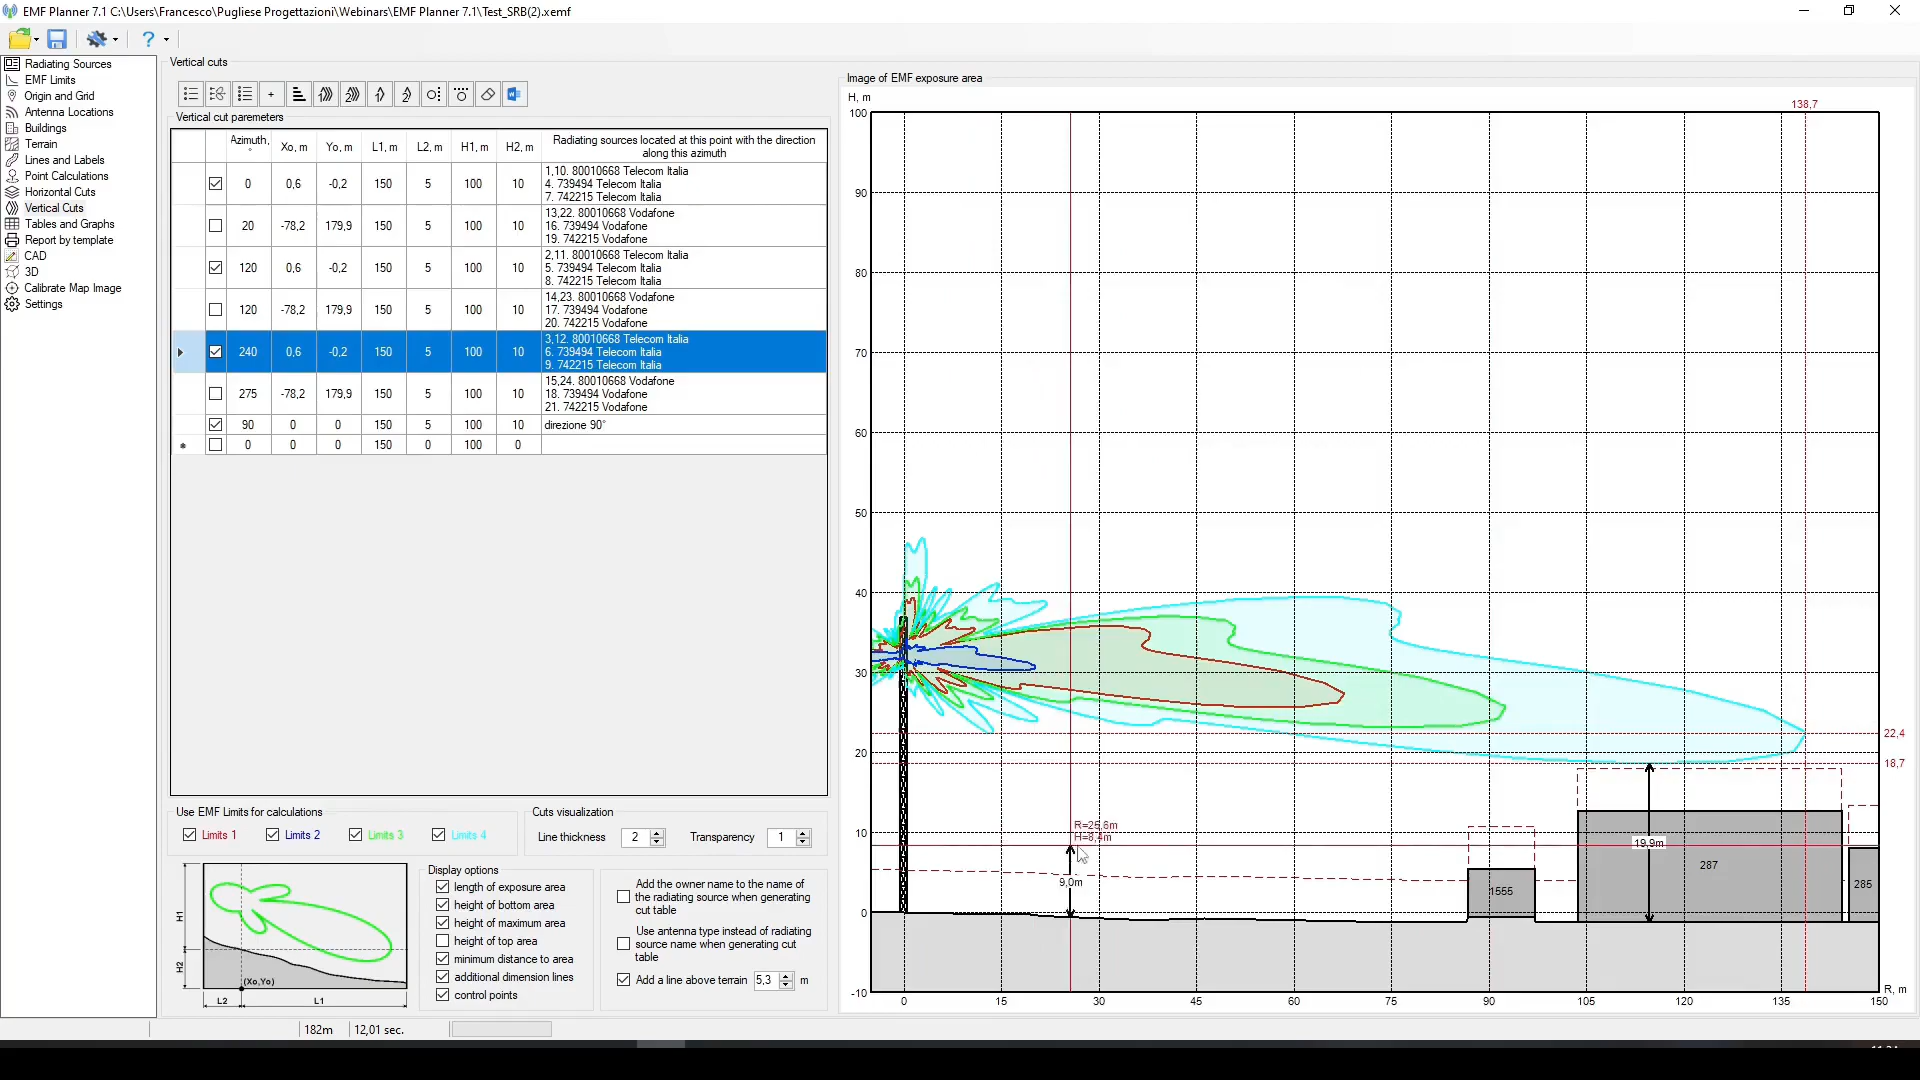 EMF Planner 7.1 C:\Users\Francesco\Pugliese Progettazioni\Webinars\EMF Planner 7.1\Test_SRB(2).xemf
Radiating Sources
EMF Limits
Origin and Grid
Antenna Locations
Buildings
Terrain
Lines and Labels
Point Calculations
Horizontal Cuts
Vertical Cuts
Tables and Graphs
Report by template
CAD
3D
Calibrate Map Image
Settings
Vertical cuts
Vertical cut peremeters
Azimuth, ° Xo, m Yo, m L1, m L2, m H1, m H2, m Radiating sources located at this point with the direction along this azimuth
0 0,6 -0,2 150 5 100 10 1,10. 80010668 Telecom Italia
4. 739494 Telecom Italia
7. 742215 Telecom Italia
20 -78,2 179,9 150 5 100 10 13,22. 80010668 Vodafone
16. 739494 Vodafone
19. 742215 Vodafone
120 0,6 -0,2 150 5 100 10 2,11. 80010668 Telecom Italia
5. 739494 Telecom Italia
8. 742215 Telecom Italia
120 -78,2 179,9 150 5 100 10 14,23. 80010668 Vodafone
17. 739494 Vodafone
20. 742215 Vodafone
240 0,6 -0,2 150 5 100 10 3,12. 80010668 Telecom Italia
6. 739494 Telecom Italia
9. 742215 Telecom Italia
275 -78,2 179,9 150 5 100 10 15,24. 80010668 Vodafone
18. 739494 Vodafone
21. 742215 Vodafone
90 0 0 150 5 100 10 direzione 90°
0 0 0 150 0 100 0
Use EMF Limits for calculations
Limits 1 Limits 2 Limits 3 Limits 4
Cuts visualization
Line thickness 2 Transparency 1
H1
H2
(Xo,Yo)
L2 L1
Display options
length of exposure area
height of bottom area
height of maximum area
height of top area
minimum distance to area
additional dimension lines
control points
Add the owner name to the name of
the radiating source when generating
cut table
Use antenna type instead of radiating
source name when generating cut
table
Add a line above terrain 5,3 m
182m 12,01 sec.
Image of EMF exposure area
H, m
138,7
100
90
80
70
60
50
40
30
20
10
0
-10
22,4
18,7
R=25,6m
H=8,4m
9,0m
19,9m
1555
287
285
0 15 30 45 60 75 90 105 120 135 150
R, m